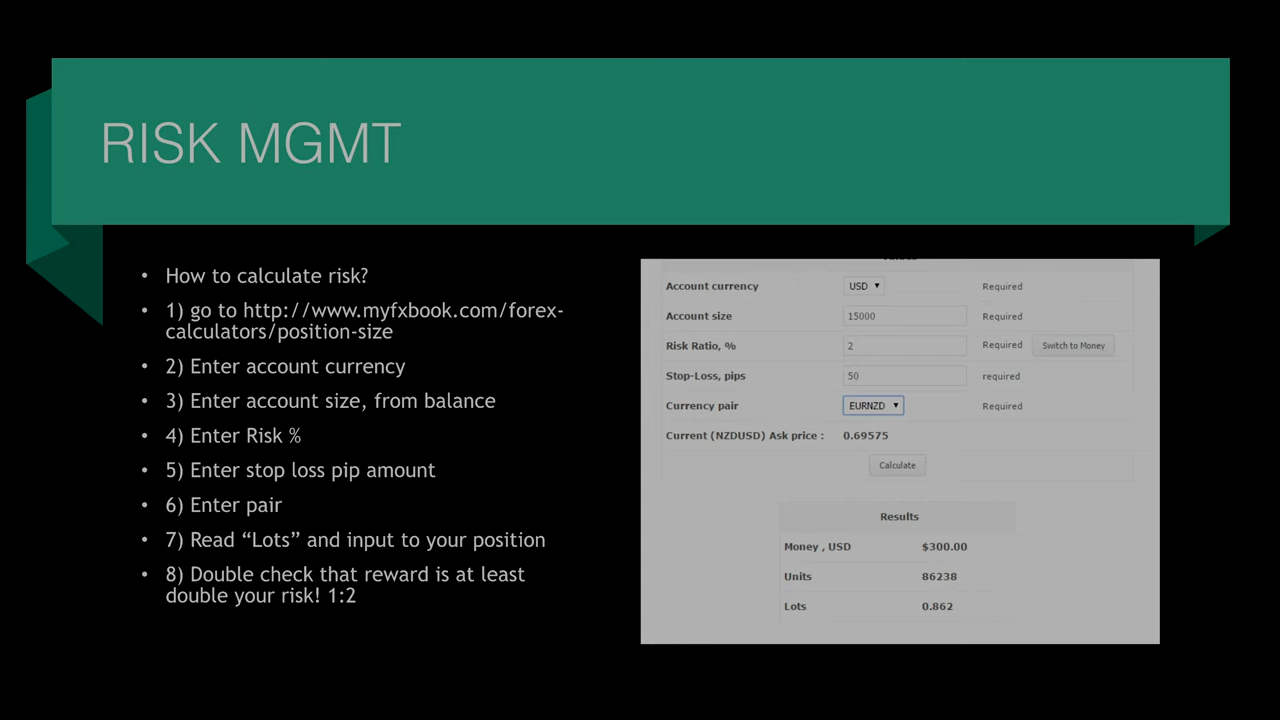 RISK MGMT
• How to calculate risk?
• 1) go to http://www.myfxbook.com/forex-
calculators/position-size
• 2) Enter account currency
• 3) Enter account size, from balance
• 4) Enter Risk %
• 5) Enter stop loss pip amount
• 6) Enter pair
• 7) Read “Lots” and input to your position
• 8) Double check that reward is at least
double your risk! 1:2
Account currency USD ▼ Required
Account size 15000 Required
Risk Ratio, % 2 Required Switch to Money
Stop-Loss, pips 50 required
Currency pair EURNZD ▼ Required
Current (NZDUSD) Ask price : 0.69575
Calculate
Results
Money , USD $300.00
Units 86238
Lots 0.862